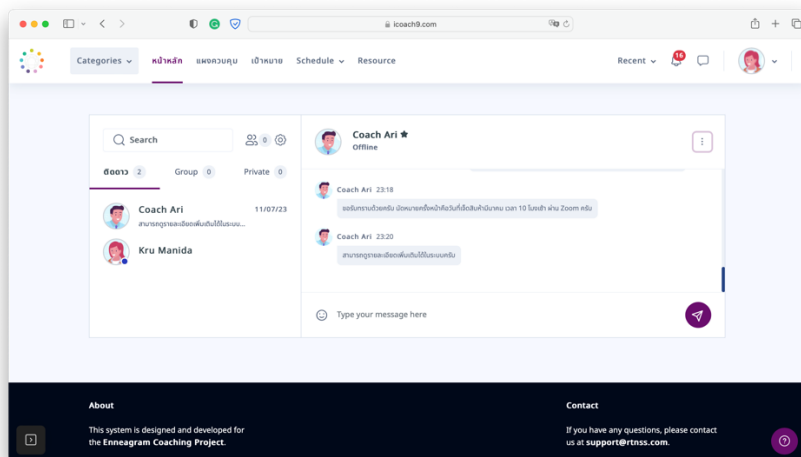 icoach9.com
Categories
หน้าหลัก
แผงควบคุม
เป้าหมาย
Schedule
Resource
Recent
16
Search
0
ติดดาว 2
Group 0
Private 0
Coach Ari
11/07/23
สามารถดูรายละเอียดเพิ่มเติมได้ในระบบ...
Kru Manida
Coach Ari
Offline
Coach Ari 23:18
ขอรับทราบด้วยครับ นัดหมายครั้งหน้าคือวันที่เจ็ดสิบห้ามีนาคม เวลา 10 โมงเช้า ผ่าน Zoom ครับ
Coach Ari 23:20
สามารถดูรายละเอียดเพิ่มเติมได้ในระบบครับ
Type your message here
About
This system is designed and developed for
the Enneagram Coaching Project.
Contact
If you have any questions, please contact
us at support@rtnss.com.